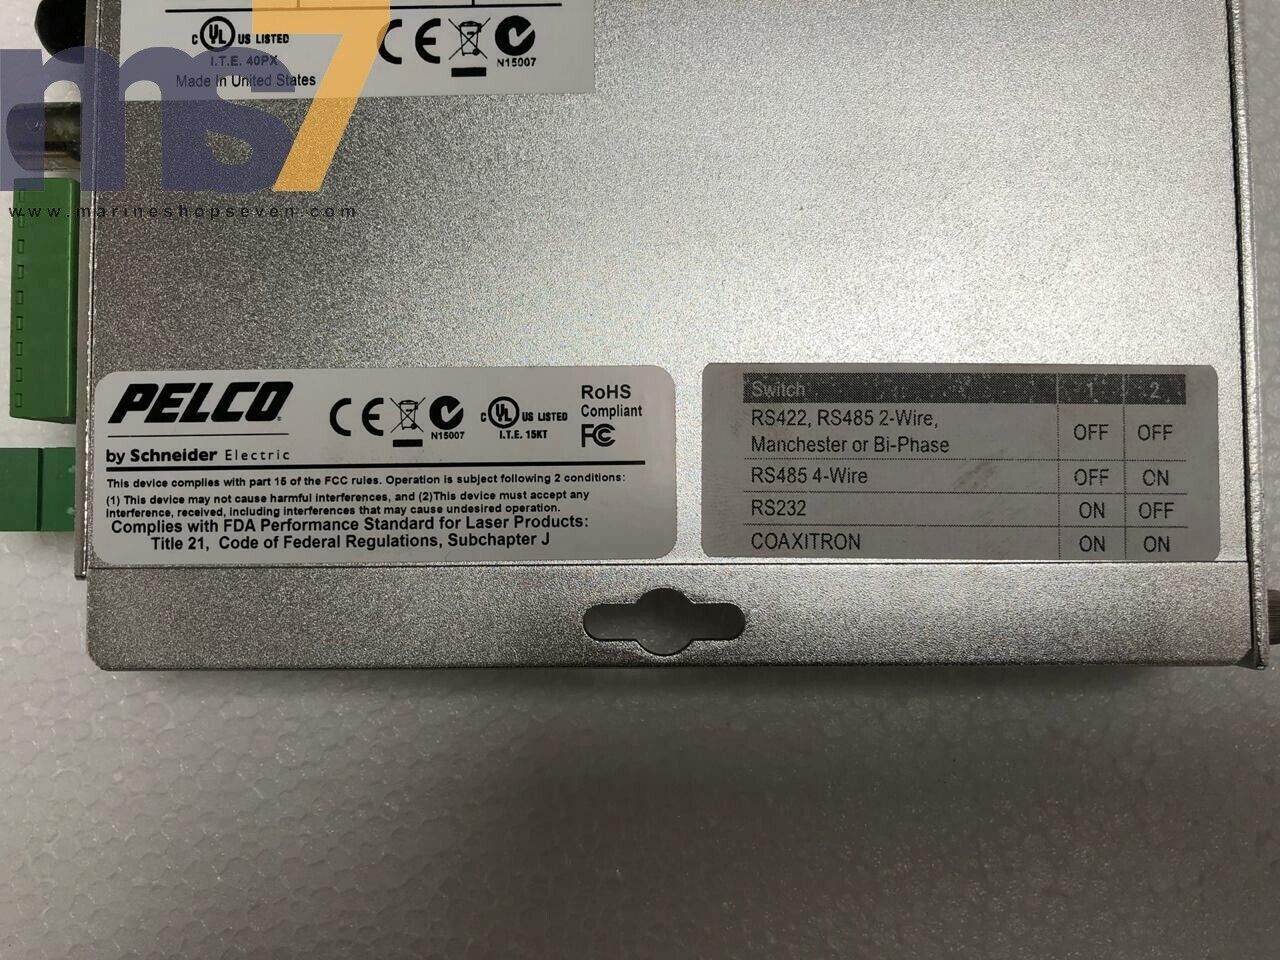 ms7
www.marineshopseven.com
c UL US LISTED
I.T.E. 40PX
Made In United States
CE
N15007
PELCO
by Schneider Electric
CE
N15007
c UL US LISTED
I.T.E. 15KT
RoHS
Compliant
FC
This device complies with part 15 of the FCC rules. Operation is subject following 2 conditions:
(1) This device may not cause harmful interferences, and (2)This device must accept any
interference, received, including interferences that may cause undesired operation.
Complies with FDA Performance Standard for Laser Products:
Title 21, Code of Federal Regulations, Subchapter J
Switch 1 2
RS422, RS485 2-Wire,
Manchester or Bi-Phase OFF OFF
RS485 4-Wire OFF ON
RS232 ON OFF
COAXITRON ON ON